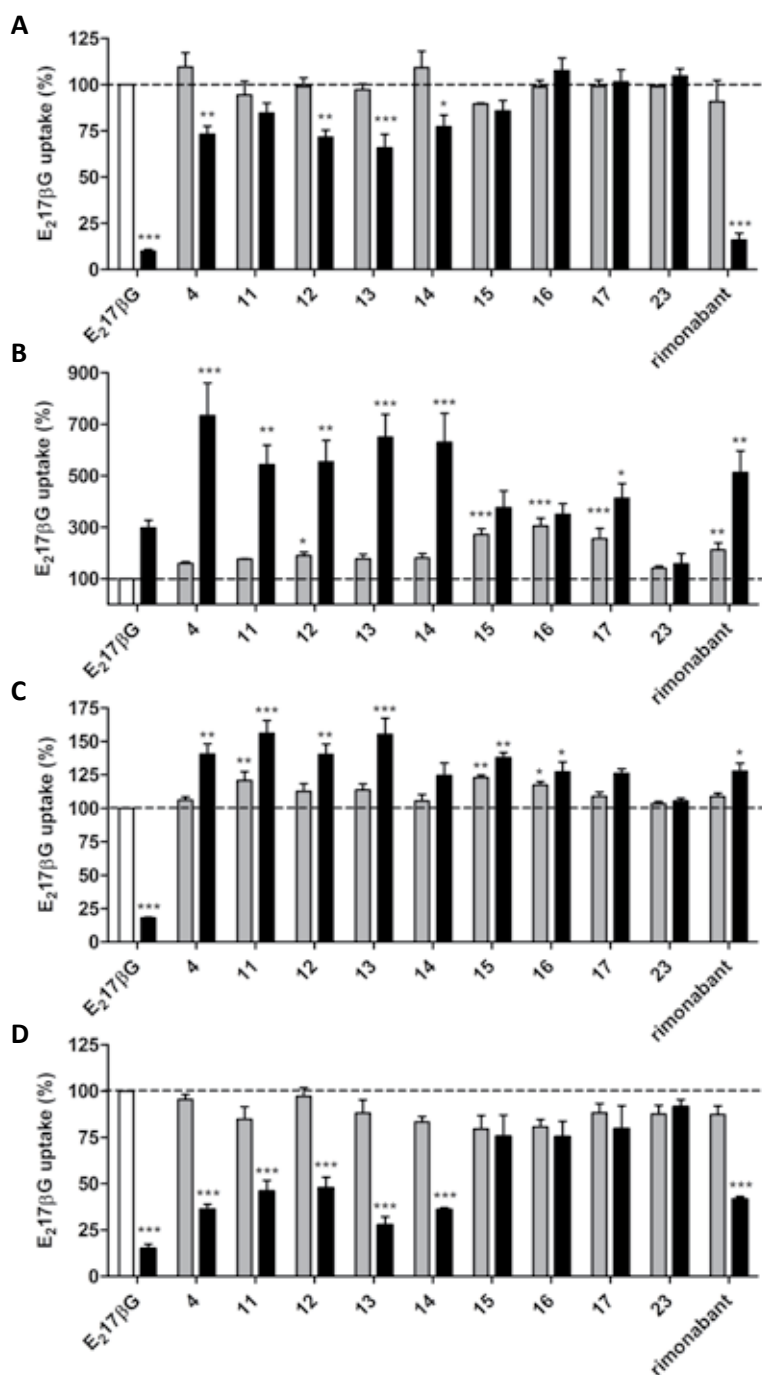 A
E₂17βG uptake (%)
125
100
75
50
25
0
** ** *** *
*** ***
E₂17βG 4 11 12 13 14 15 16 17 23 rimonabant
B
E₂17βG uptake (%)
900
700
500
300
100
*** ** ** * *** *** *** *** *** * ** **
E₂17βG 4 11 12 13 14 15 16 17 23 rimonabant
C
E₂17βG uptake (%)
175
150
125
100
75
50
25
0
*** ** ** *** ** *** ** ** * * *
E₂17βG 4 11 12 13 14 15 16 17 23 rimonabant
D
E₂17βG uptake (%)
125
100
75
50
25
0
*** *** *** *** *** *** ***
E₂17βG 4 11 12 13 14 15 16 17 23 rimonabant